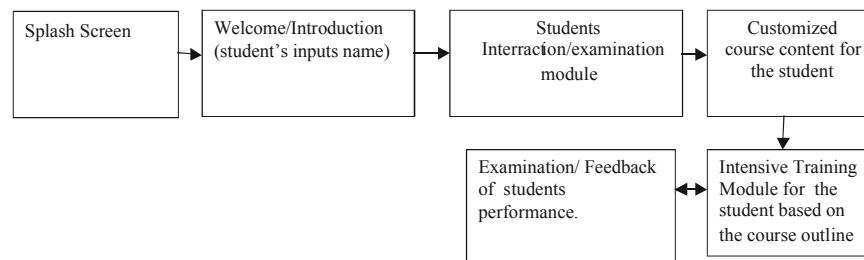 Splash Screen
Welcome/Introduction
(student's inputs name)
Students
Interraction/examination
module
Customized
course content for
the student
Examination/ Feedback
of students
performance.
Intensive Training
Module for the
student based on
the course outline